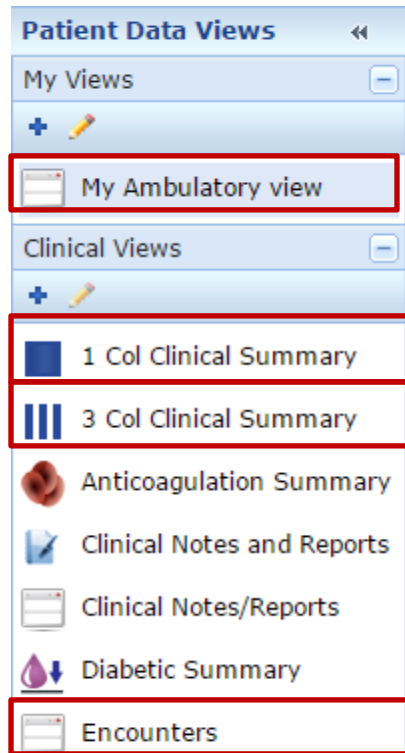 Patient Data Views
My Views
My Ambulatory view
Clinical Views
1 Col Clinical Summary
3 Col Clinical Summary
Anticoagulation Summary
Clinical Notes and Reports
Clinical Notes/Reports
Diabetic Summary
Encounters